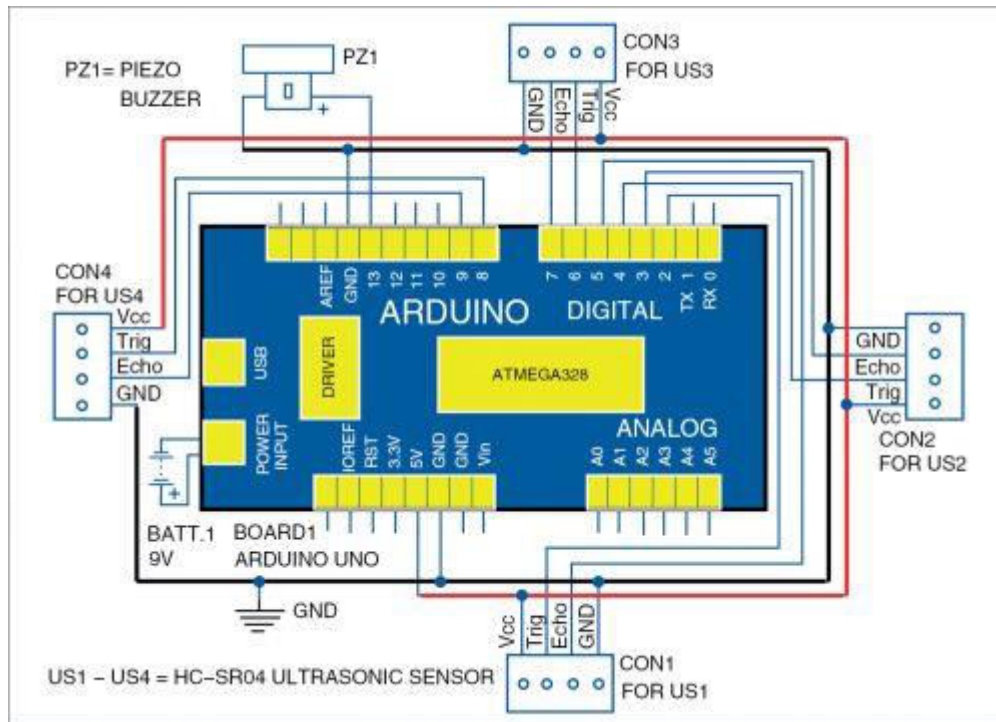 PZ1= PIEZO
BUZZER
PZ1
+
CON3
FOR US3
GND
Echo
Trig
Vcc
AREF
GND
13
12
11
10
9
8
7
6
5
4
3
2
TX 1
RX 0
ARDUINO
DIGITAL
CON4
FOR US4
Vcc
Trig
Echo
GND
USB
DRIVER
ATMEGA328
GND
Echo
Trig
Vcc
CON2
FOR US2
POWER
INPUT
IOREF
RST
3.3V
5V
GND
GND
Vin
ANALOG
A0
A1
A2
A3
A4
A5
+
BATT.1
9V
BOARD1
ARDUINO UNO
GND
Vcc
Trig
Echo
GND
CON1
FOR US1
US1 – US4 = HC–SR04 ULTRASONIC SENSOR